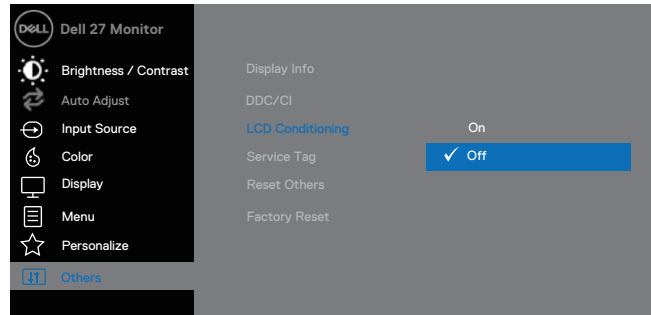 DELL Dell 27 Monitor
Brightness / Contrast
Auto Adjust
Input Source
Color
Display
Menu
Personalize
Others
Display Info
DDC/CI
LCD Conditioning
Service Tag
Reset Others
Factory Reset
On
Off